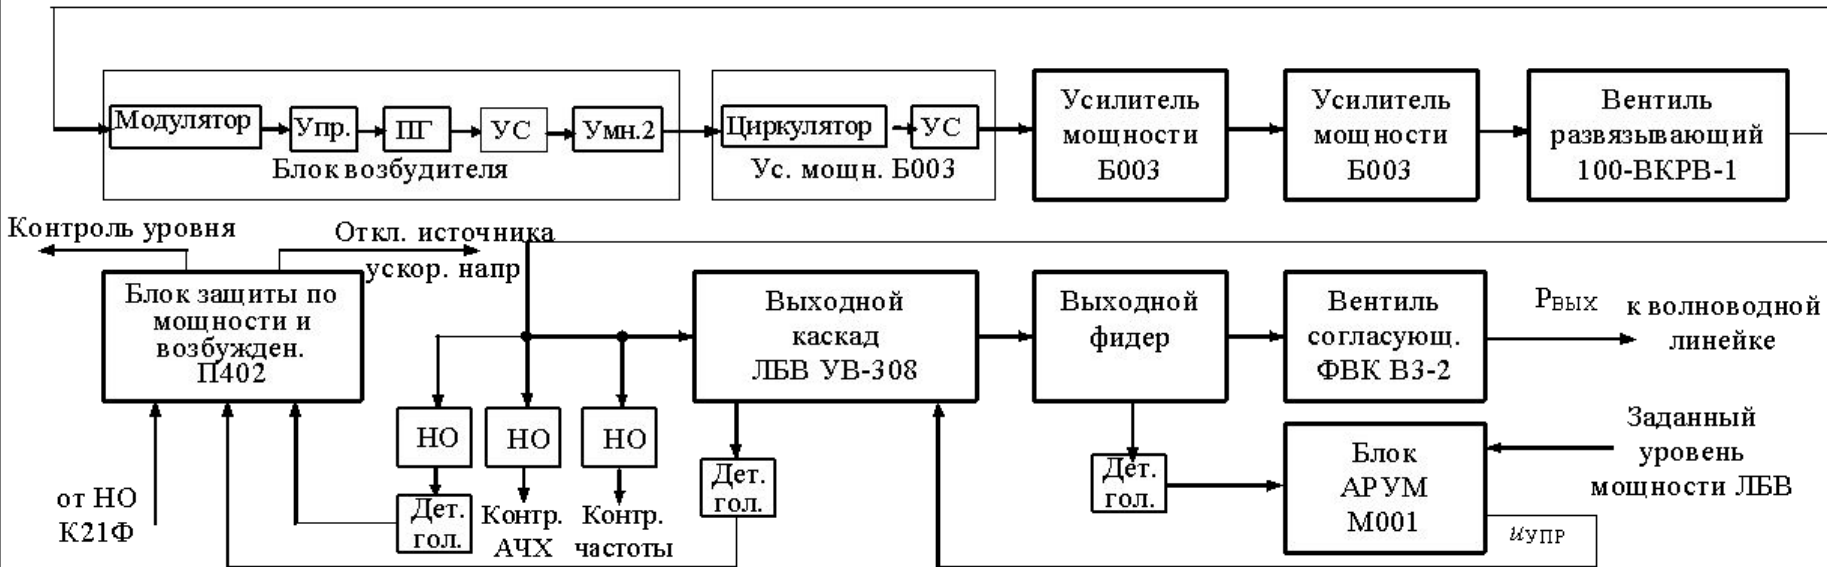 Модулятор
Упр.
ПГ
УС
Умн.2
Блок возбудителя
Циркулятор
УС
Ус. мощн. Б003
Усилитель
мощности
Б003
Усилитель
мощности
Б003
Вентиль
развязывающий
100-ВКРВ-1
Контроль уровня
Откл. источника
ускор. напр
Блок защиты по
мощности и
возбужден.
П402
Выходной
каскад
ЛБВ УВ-308
Выходной
фидер
Вентиль
согласующ.
ФВК В3-2
Pвых
к волноводной
линейке
НО
НО
НО
Дет.
гол.
Контр.
АЧХ
Контр.
частоты
Дет.
гол.
Дет.
гол.
Блок
АРУМ
М001
Заданный
уровень
мощности ЛБВ
uУПР
от НО
К21Ф